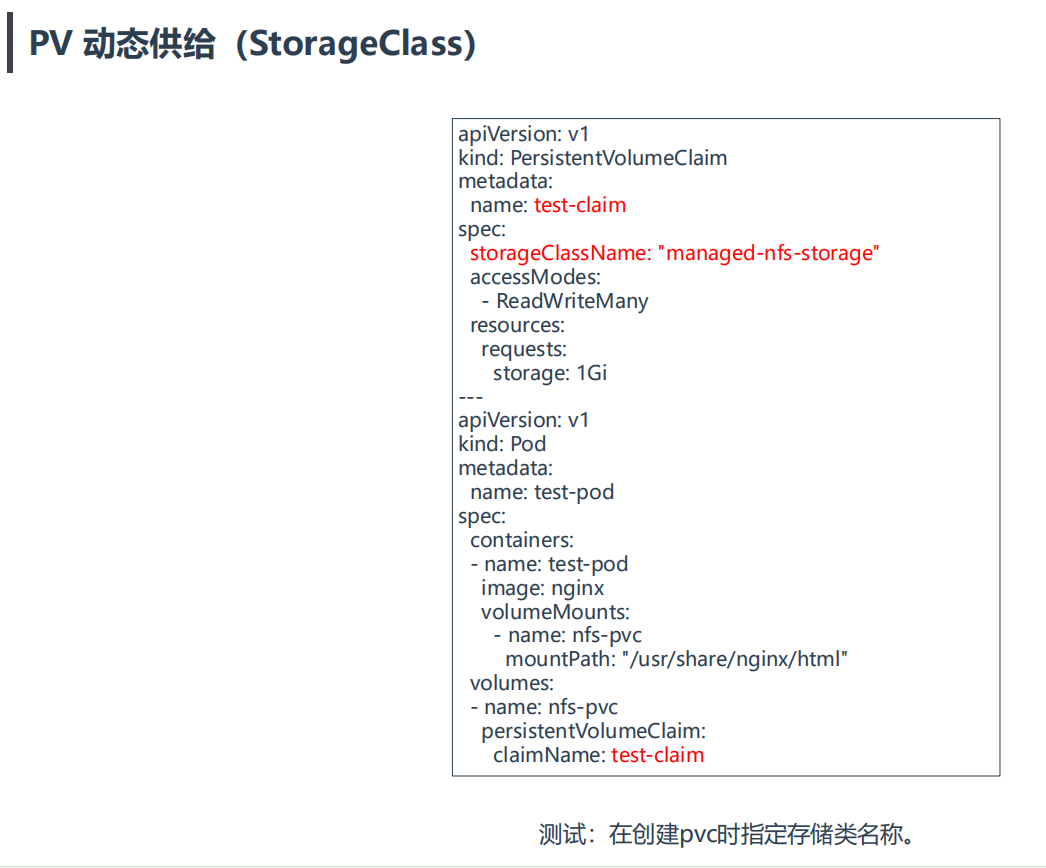 PV 动态供给（StorageClass）
apiVersion: v1
kind: PersistentVolumeClaim
metadata:
  name: test-claim
spec:
  storageClassName: "managed-nfs-storage"
  accessModes:
    - ReadWriteMany
  resources:
    requests:
      storage: 1Gi
---
apiVersion: v1
kind: Pod
metadata:
  name: test-pod
spec:
  containers:
  - name: test-pod
    image: nginx
    volumeMounts:
      - name: nfs-pvc
        mountPath: "/usr/share/nginx/html"
  volumes:
  - name: nfs-pvc
    persistentVolumeClaim:
      claimName: test-claim
测试：在创建pvc时指定存储类名称。